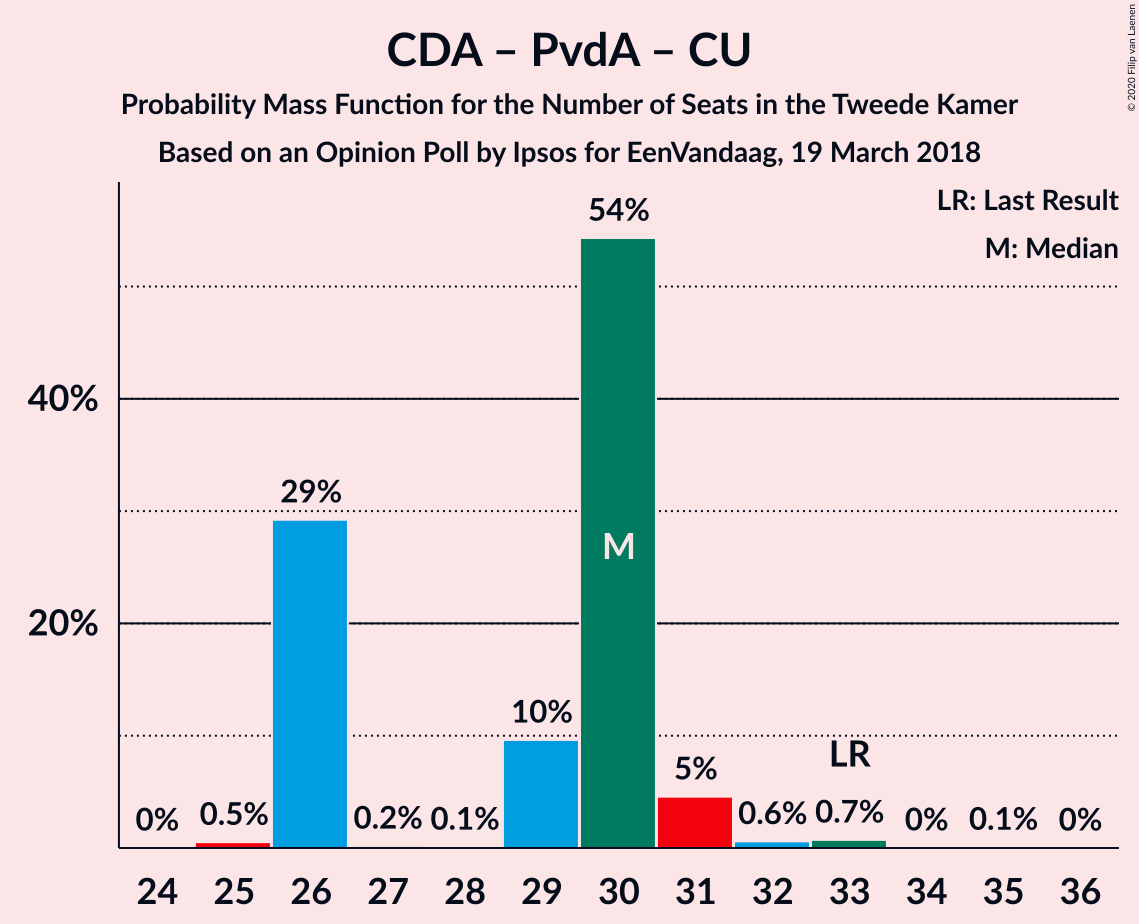 CDA – PvdA – CU
Probability Mass Function for the Number of Seats in the Tweede Kamer
Based on an Opinion Poll by Ipsos for EenVandaag, 19 March 2018
© 2020 Filip van Laenen
LR: Last Result
M: Median
54%
40%
29%
M
20%
10%
LR
5%
0%
0.5%
0.2%
0.1%
0.6%
0.7%
0%
0.1%
0%
24 25 26 27 28 29 30 31 32 33 34 35 36